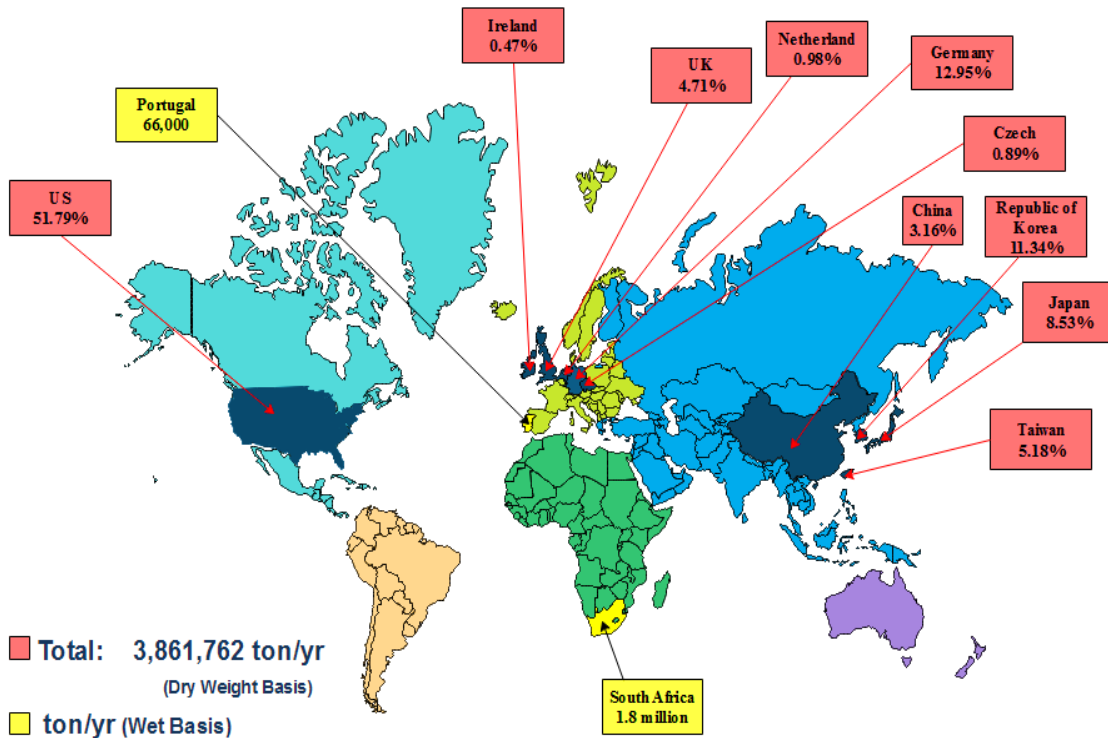 Ireland
0.47%
Netherland
0.98%
Germany
12.95%
UK
4.71%
Portugal
66,000
Czech
0.89%
US
51.79%
China
3.16%
Republic of
Korea
11.34%
Japan
8.53%
Taiwan
5.18%
Total: 3,861,762 ton/yr
(Dry Weight Basis)
South Africa
1.8 million
ton/yr (Wet Basis)